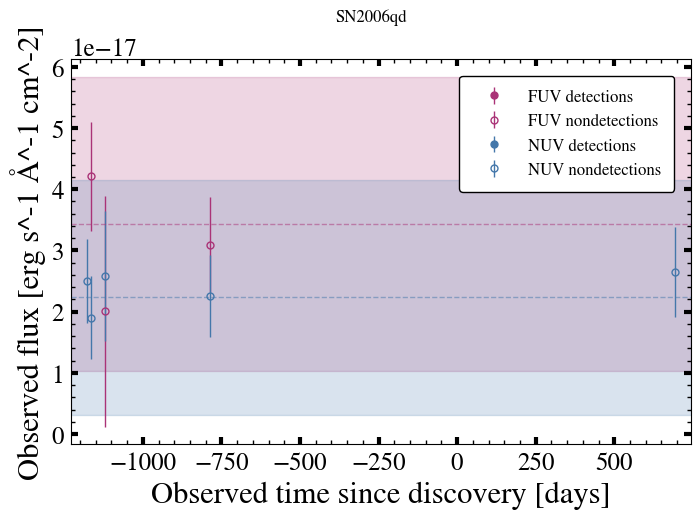 SN2006qd
1e−17
6
5
4
3
2
1
0
Observed flux [erg s^-1 Å^-1 cm^-2]
FUV detections
FUV nondetections
NUV detections
NUV nondetections
−1000 −750 −500 −250 0 250 500
Observed time since discovery [days]